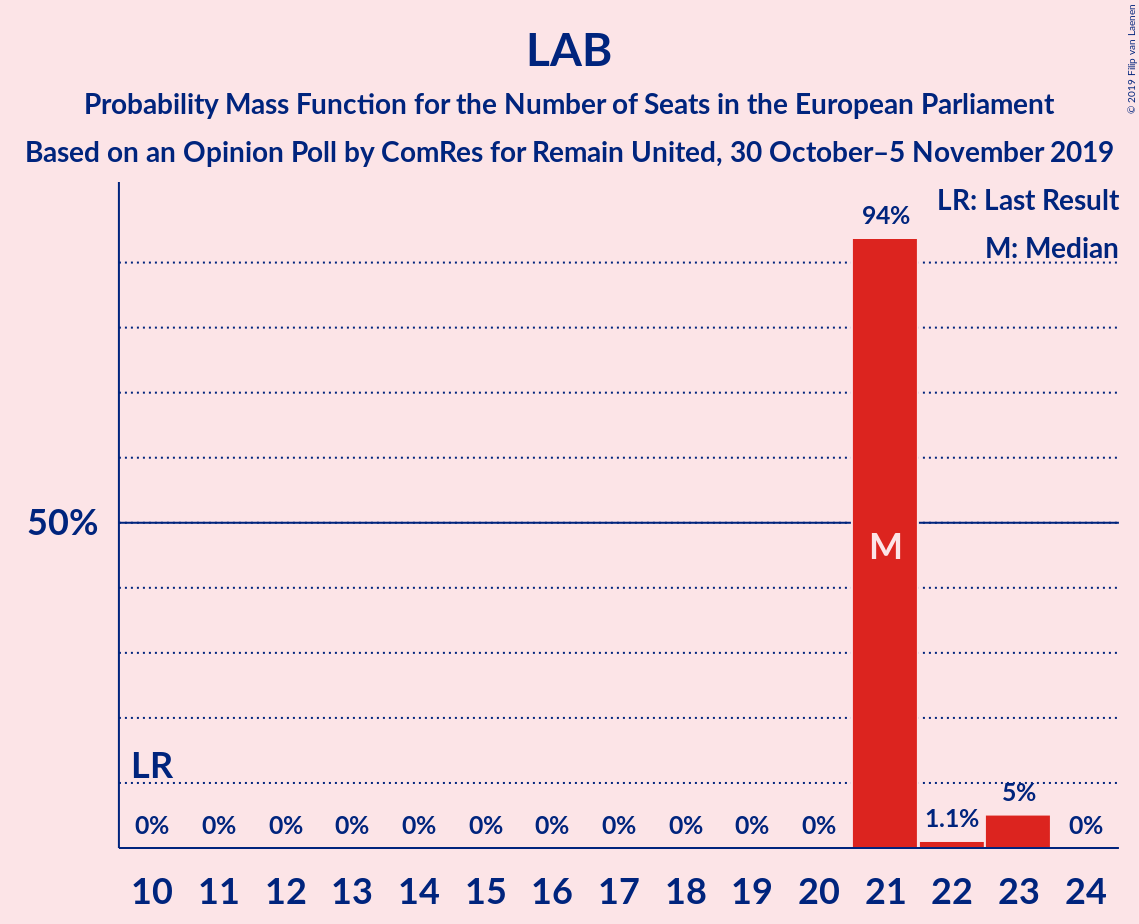 LAB
Probability Mass Function for the Number of Seats in the European Parliament
Based on an Opinion Poll by ComRes for Remain United, 30 October–5 November 2019
© 2019 Filip van Laenen
LR: Last Result
M: Median
94%
50%
M
LR
0% 0% 0% 0% 0% 0% 0% 0% 0% 0% 0% 1.1% 5% 0%
10 11 12 13 14 15 16 17 18 19 20 21 22 23 24